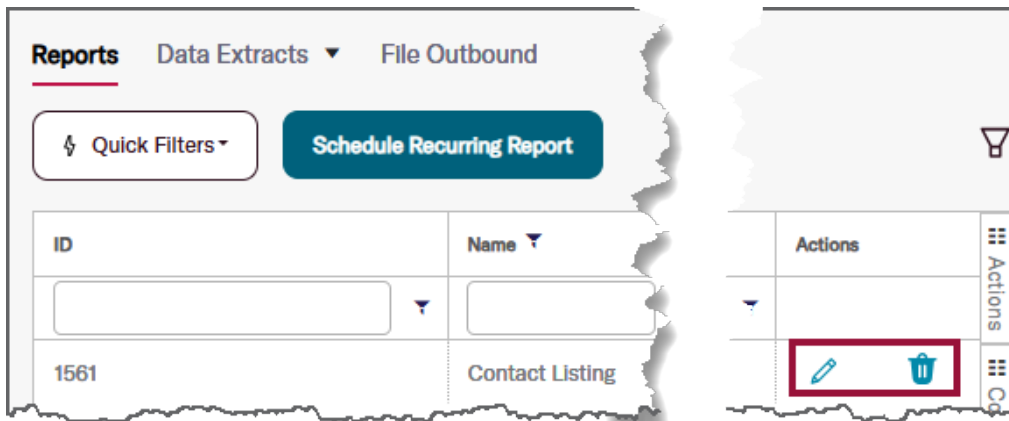 Reports Data Extracts File Outbound
Quick Filters Schedule Recurring Report
ID Name Actions
Actions
1561 Contact Listing